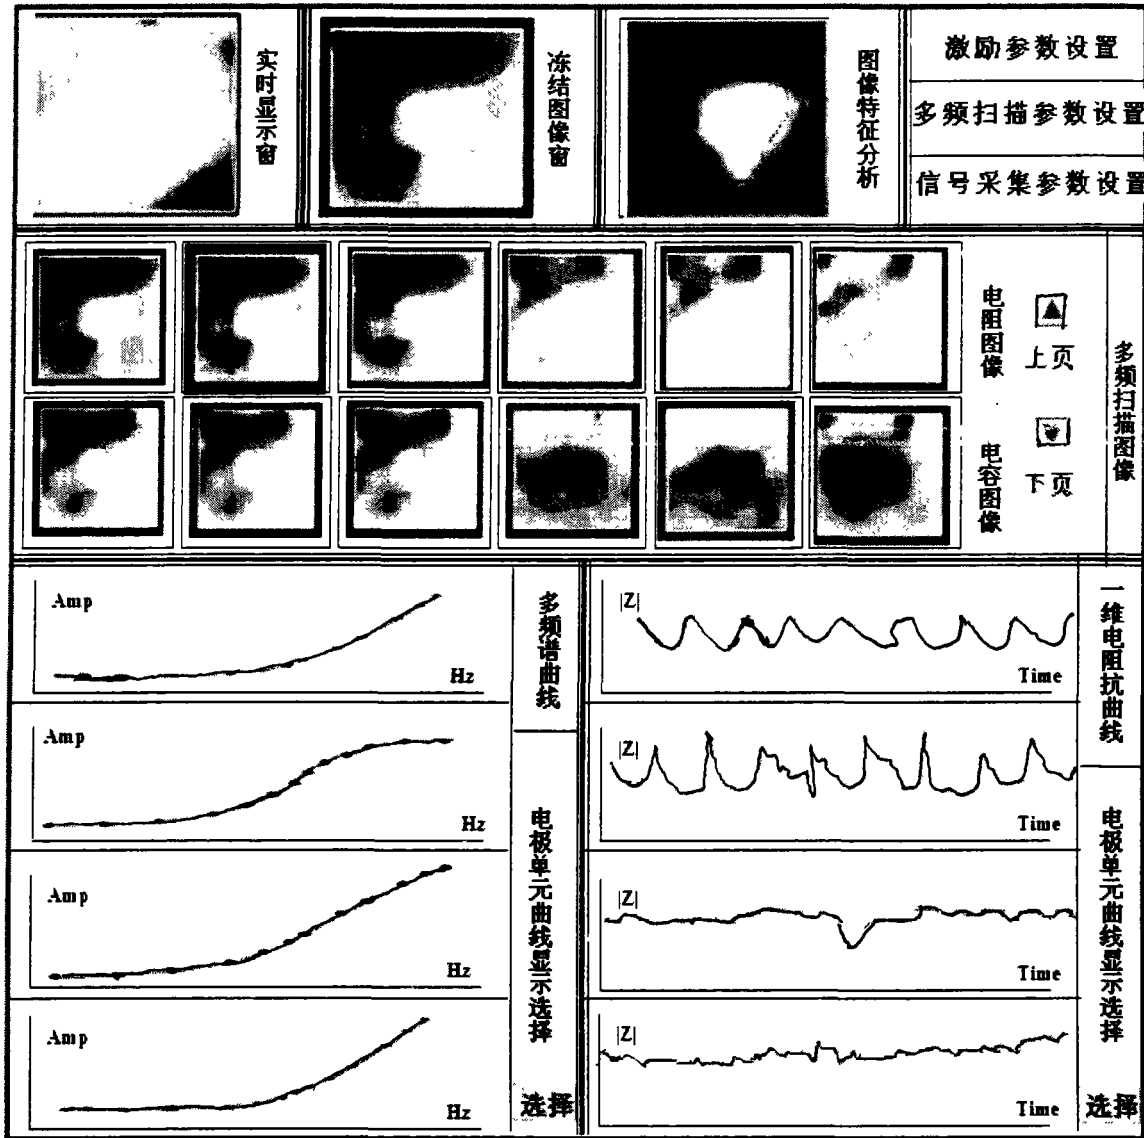 实时显示窗
冻结图像窗
图像特征分析
激励参数设置
多频扫描参数设置
信号采集参数设置
电阻图像
上页
电容图像
下页
多频扫描图像
Amp
Hz
Amp
Hz
Amp
Hz
Amp
Hz
多频谱曲线
电极单元曲线显示选择
选择
|Z|
Time
|Z|
Time
|Z|
Time
|Z|
Time
一维电阻抗曲线
电极单元曲线显示选择
选择